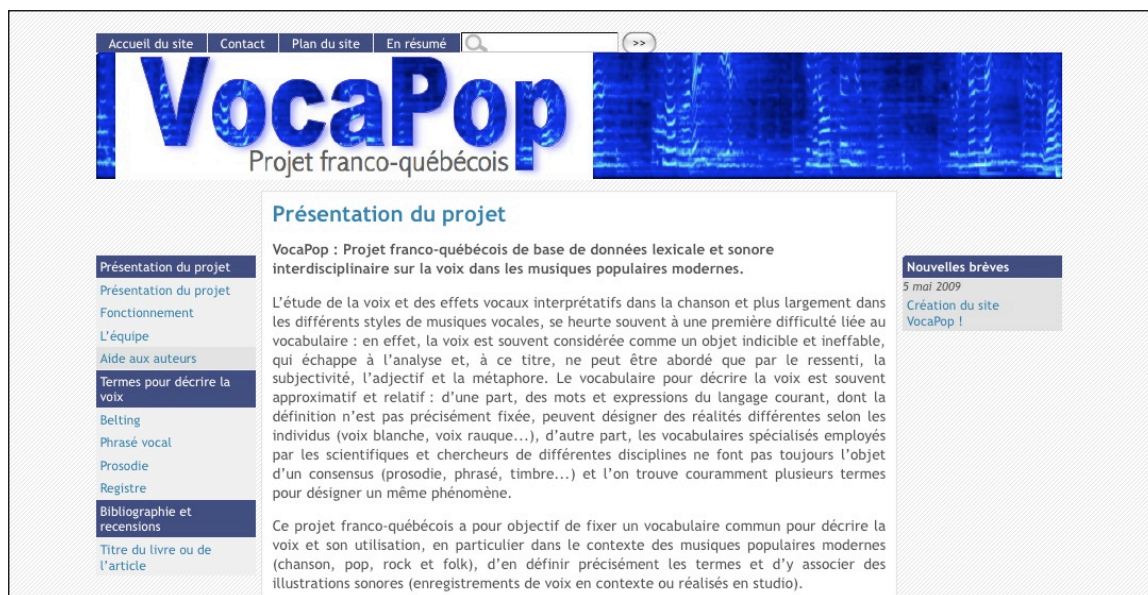 Accueil du site Contact Plan du site En résumé >>
VocaPop
Projet franco-québécois
Présentation du projet
Présentation du projet
Fonctionnement
L'équipe
Aide aux auteurs
Termes pour décrire la
voix
Belting
Phrasé vocal
Prosodie
Registre
Bibliographie et
recensions
Titre du livre ou de
l'article
Présentation du projet
VocaPop : Projet franco-québécois de base de données lexicale et sonore
interdisciplinaire sur la voix dans les musiques populaires modernes.
L'étude de la voix et des effets vocaux interprétatifs dans la chanson et plus largement dans
les différents styles de musiques vocales, se heurte souvent à une première difficulté liée au
vocabulaire : en effet, la voix est souvent considérée comme un objet indicible et ineffable,
qui échappe à l'analyse et, à ce titre, ne peut être abordé que par le ressenti, la
subjectivité, l'adjectif et la métaphore. Le vocabulaire pour décrire la voix est souvent
approximatif et relatif : d'une part, des mots et expressions du langage courant, dont la
définition n'est pas précisément fixée, peuvent désigner des réalités différentes selon les
individus (voix blanche, voix rauque...), d'autre part, les vocabulaires spécialisés employés
par les scientifiques et chercheurs de différentes disciplines ne font pas toujours l'objet
d'un consensus (prosodie, phrasé, timbre...) et l'on trouve couramment plusieurs termes
pour désigner un même phénomène.
Ce projet franco-québécois a pour objectif de fixer un vocabulaire commun pour décrire la
voix et son utilisation, en particulier dans le contexte des musiques populaires modernes
(chanson, pop, rock et folk), d'en définir précisément les termes et d'y associer des
illustrations sonores (enregistrements de voix en contexte ou réalisés en studio).
Nouvelles brèves
5 mai 2009
Création du site
VocaPop !